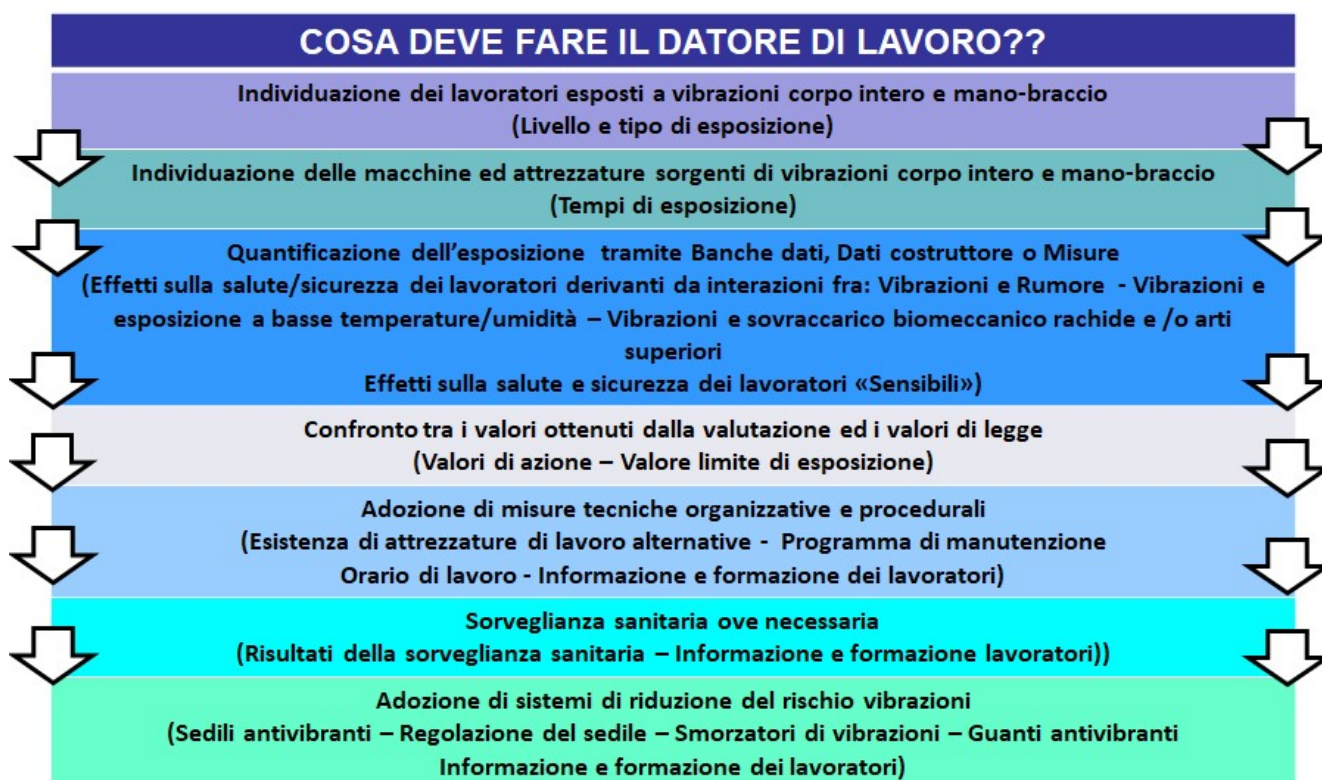 COSA DEVE FARE IL DATORE DI LAVORO??
Individuazione dei lavoratori esposti a vibrazioni corpo intero e mano-braccio
(Livello e tipo di esposizione)
Individuazione delle macchine ed attrezzature sorgenti di vibrazioni corpo intero e mano-braccio
(Tempi di esposizione)
Quantificazione dell'esposizione tramite Banche dati, Dati costruttore o Misure
(Effetti sulla salute/sicurezza dei lavoratori derivanti da interazioni fra: Vibrazioni e Rumore - Vibrazioni e
esposizione a basse temperature/umidità – Vibrazioni e sovraccarico biomeccanico rachide e /o arti
superiori
Effetti sulla salute e sicurezza dei lavoratori «Sensibili»)
Confronto tra i valori ottenuti dalla valutazione ed i valori di legge
(Valori di azione – Valore limite di esposizione)
Adozione di misure tecniche organizzative e procedurali
(Esistenza di attrezzature di lavoro alternative - Programma di manutenzione
Orario di lavoro - Informazione e formazione dei lavoratori)
Sorveglianza sanitaria ove necessaria
(Risultati della sorveglianza sanitaria – Informazione e formazione lavoratori))
Adozione di sistemi di riduzione del rischio vibrazioni
(Sedili antivibranti – Regolazione del sedile – Smorzatori di vibrazioni – Guanti antivibranti
Informazione e formazione dei lavoratori)